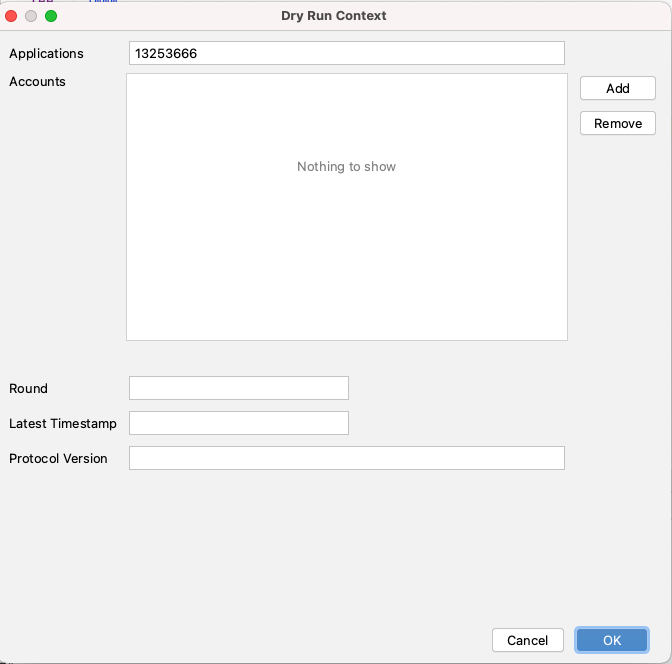 Dry Run Context
Applications 13253666
Accounts
Add
Remove
Nothing to show
Round
Latest Timestamp
Protocol Version
Cancel OK